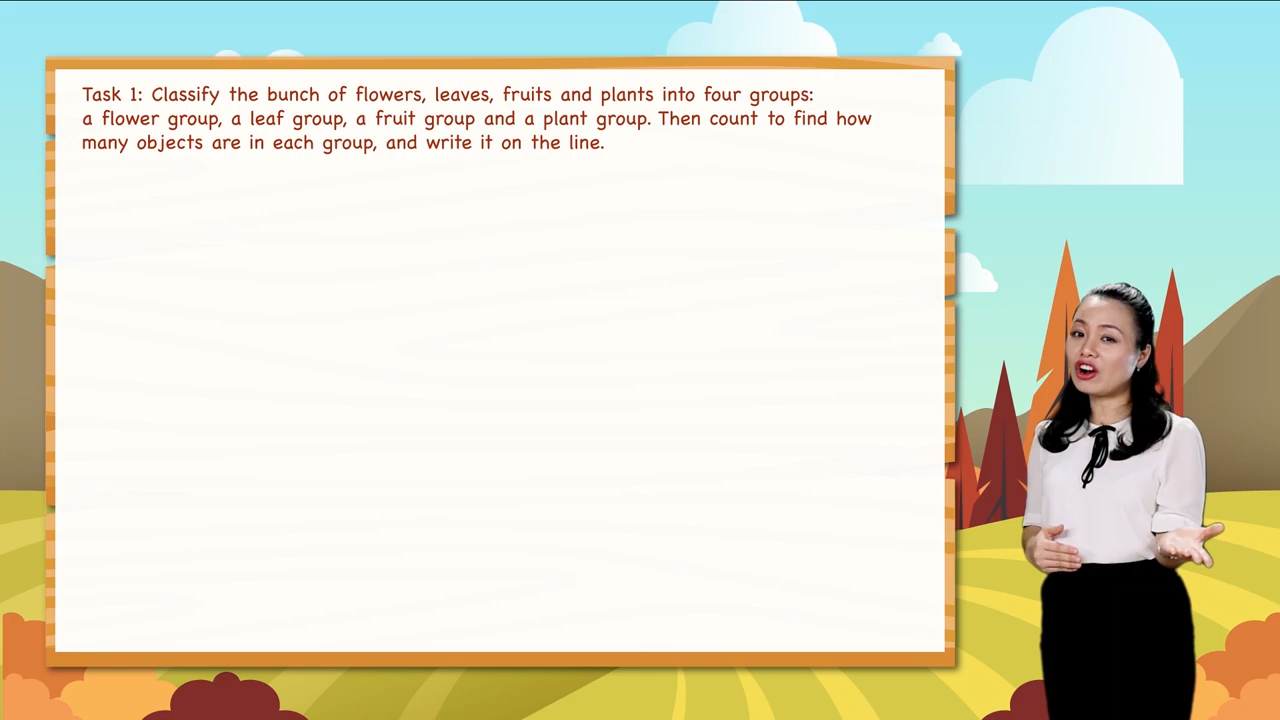 Task 1: Classify the bunch of flowers, leaves, fruits and plants into four groups:
a flower group, a leaf group, a fruit group and a plant group. Then count to find how
many objects are in each group, and write it on the line.